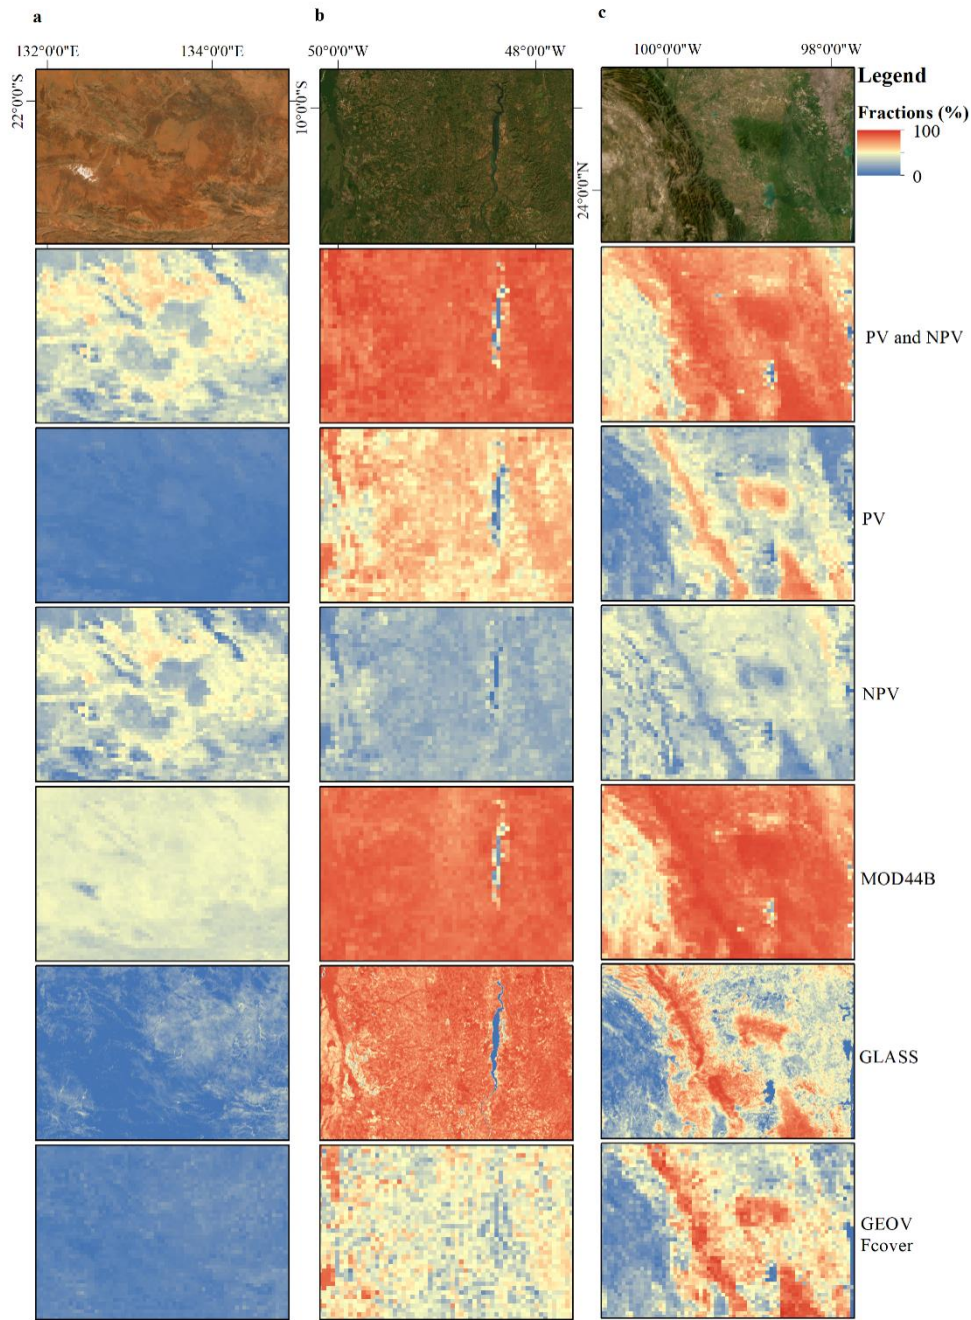 a
b
c
132°0'0"E
134°0'0"E
50°0'0"W
48°0'0"W
100°0'0"W
98°0'0"W
22°0'0"S
10°0'0"S
24°0'0"N
Legend
Fractions (%)
100
0
PV and NPV
PV
NPV
MOD44B
GLASS
GEOV
Fcover